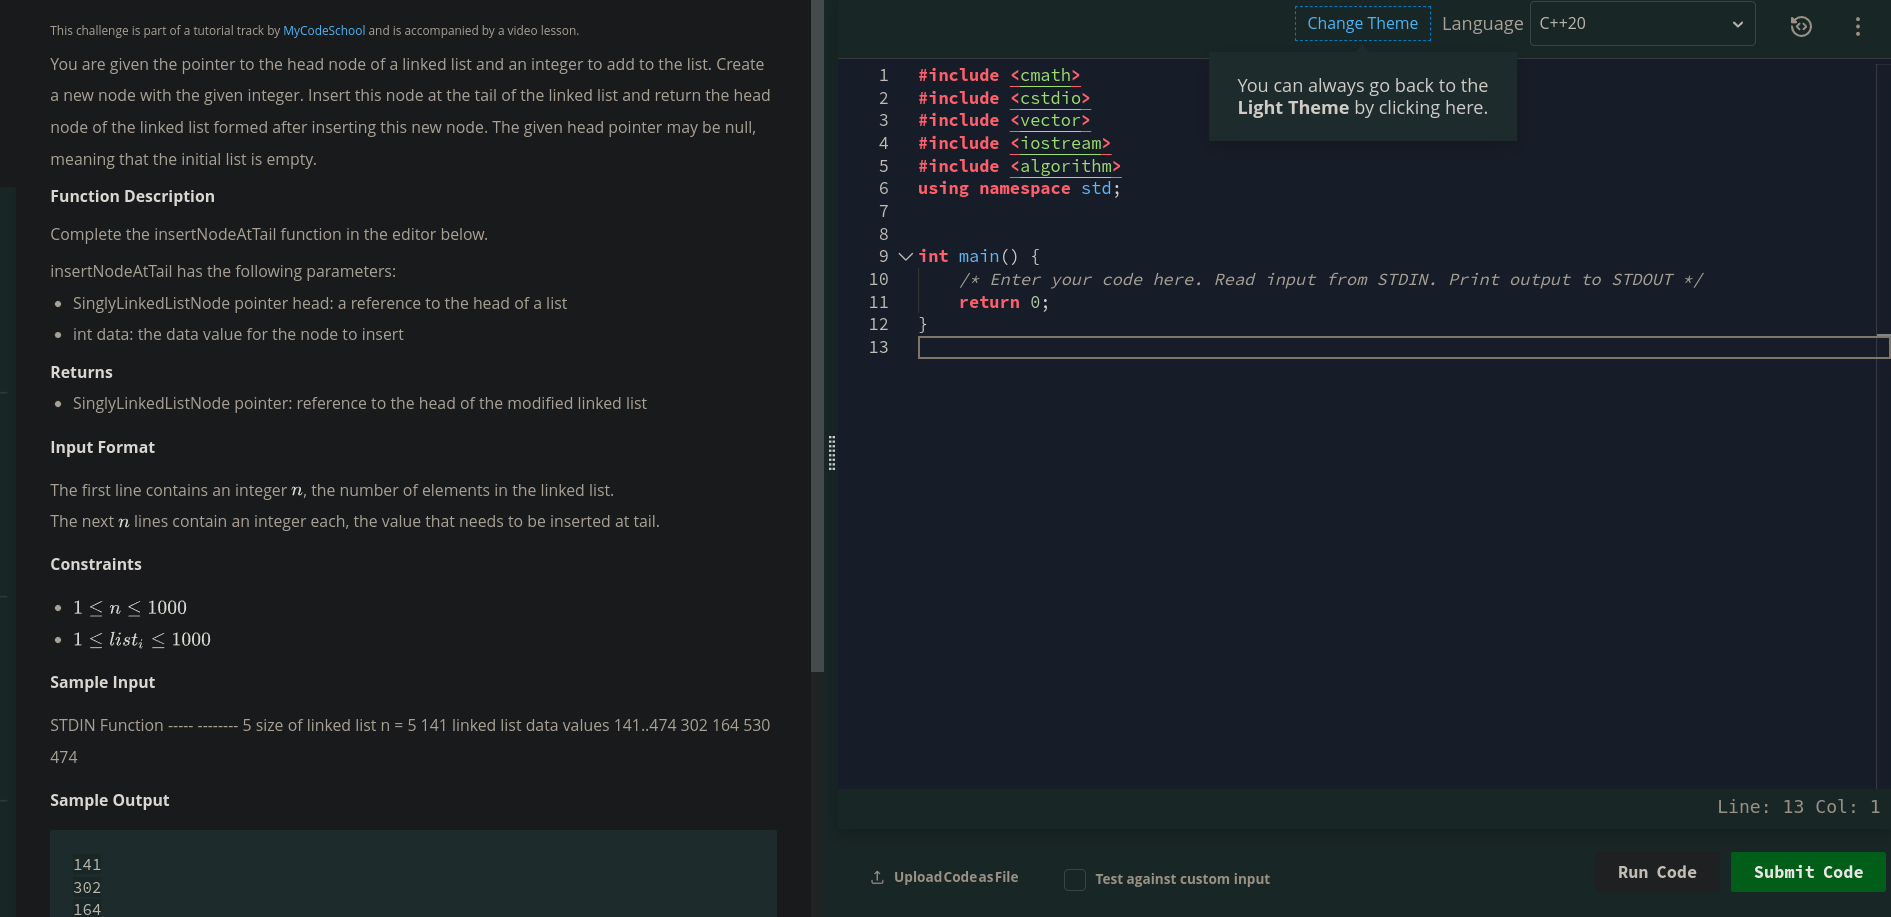 This challenge is part of a tutorial track by MyCodeSchool and is accompanied by a video lesson.
You are given the pointer to the head node of a linked list and an integer to add to the list. Create
a new node with the given integer. Insert this node at the tail of the linked list and return the head
node of the linked list formed after inserting this new node. The given head pointer may be null,
meaning that the initial list is empty.
Function Description
Complete the insertNodeAtTail function in the editor below.
insertNodeAtTail has the following parameters:
• SinglyLinkedListNode pointer head: a reference to the head of a list
• int data: the data value for the node to insert
Returns
• SinglyLinkedListNode pointer: reference to the head of the modified linked list
Input Format
The first line contains an integer n, the number of elements in the linked list.
The next n lines contain an integer each, the value that needs to be inserted at tail.
Constraints
• 1 ≤ n ≤ 1000
• 1 ≤ list_i ≤ 1000
Sample Input
STDIN Function ----- -------- 5 size of linked list n = 5 141 linked list data values 141..474 302 164 530
474
Sample Output
141
302
164
Change Theme Language C++20
You can always go back to the
Light Theme by clicking here.
1 #include <cmath>
2 #include <cstdio>
3 #include <vector>
4 #include <iostream>
5 #include <algorithm>
6 using namespace std;
7
8
9 int main() {
10 /* Enter your code here. Read input from STDIN. Print output to STDOUT */
11 return 0;
12 }
13
Line: 13 Col: 1
Upload Code as File Test against custom input Run Code Submit Code